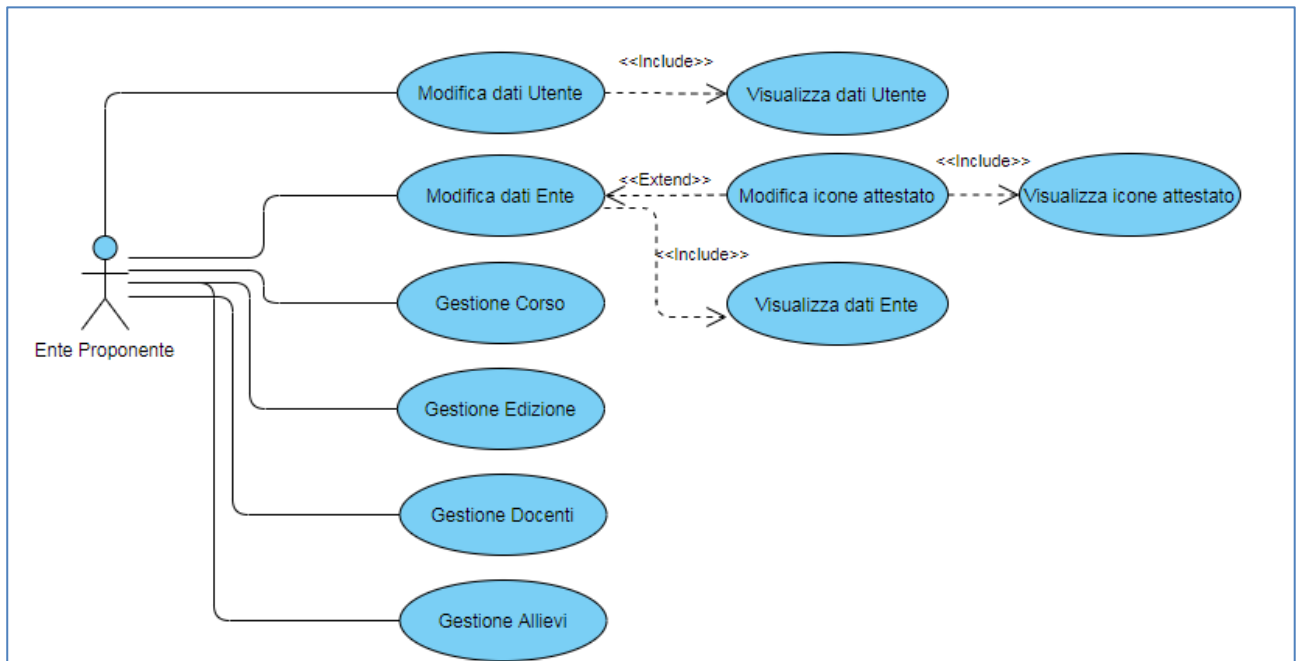 <<Include>>
Modifica dati Utente
Visualizza dati Utente
<<Extend>>
<<Include>>
Modifica dati Ente
Modifica icone attestato
Visualizza icone attestato
<<Include>>
Gestione Corso
Visualizza dati Ente
Ente Proponente
Gestione Edizione
Gestione Docenti
Gestione Allievi